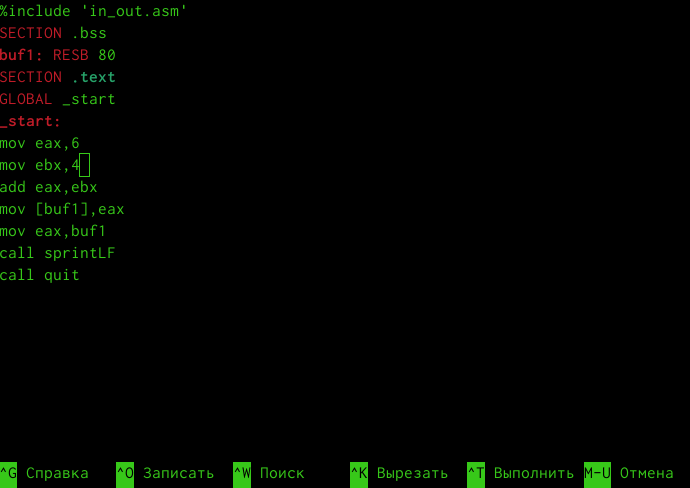 %include 'in_out.asm'
SECTION .bss
buf1: RESB 80
SECTION .text
GLOBAL _start
_start:
mov eax,6
mov ebx,4
add eax,ebx
mov [buf1],eax
mov eax,buf1
call sprintLF
call quit
^G Справка ^O Записать ^W Поиск ^K Вырезать ^T Выполнить M-U Отмена